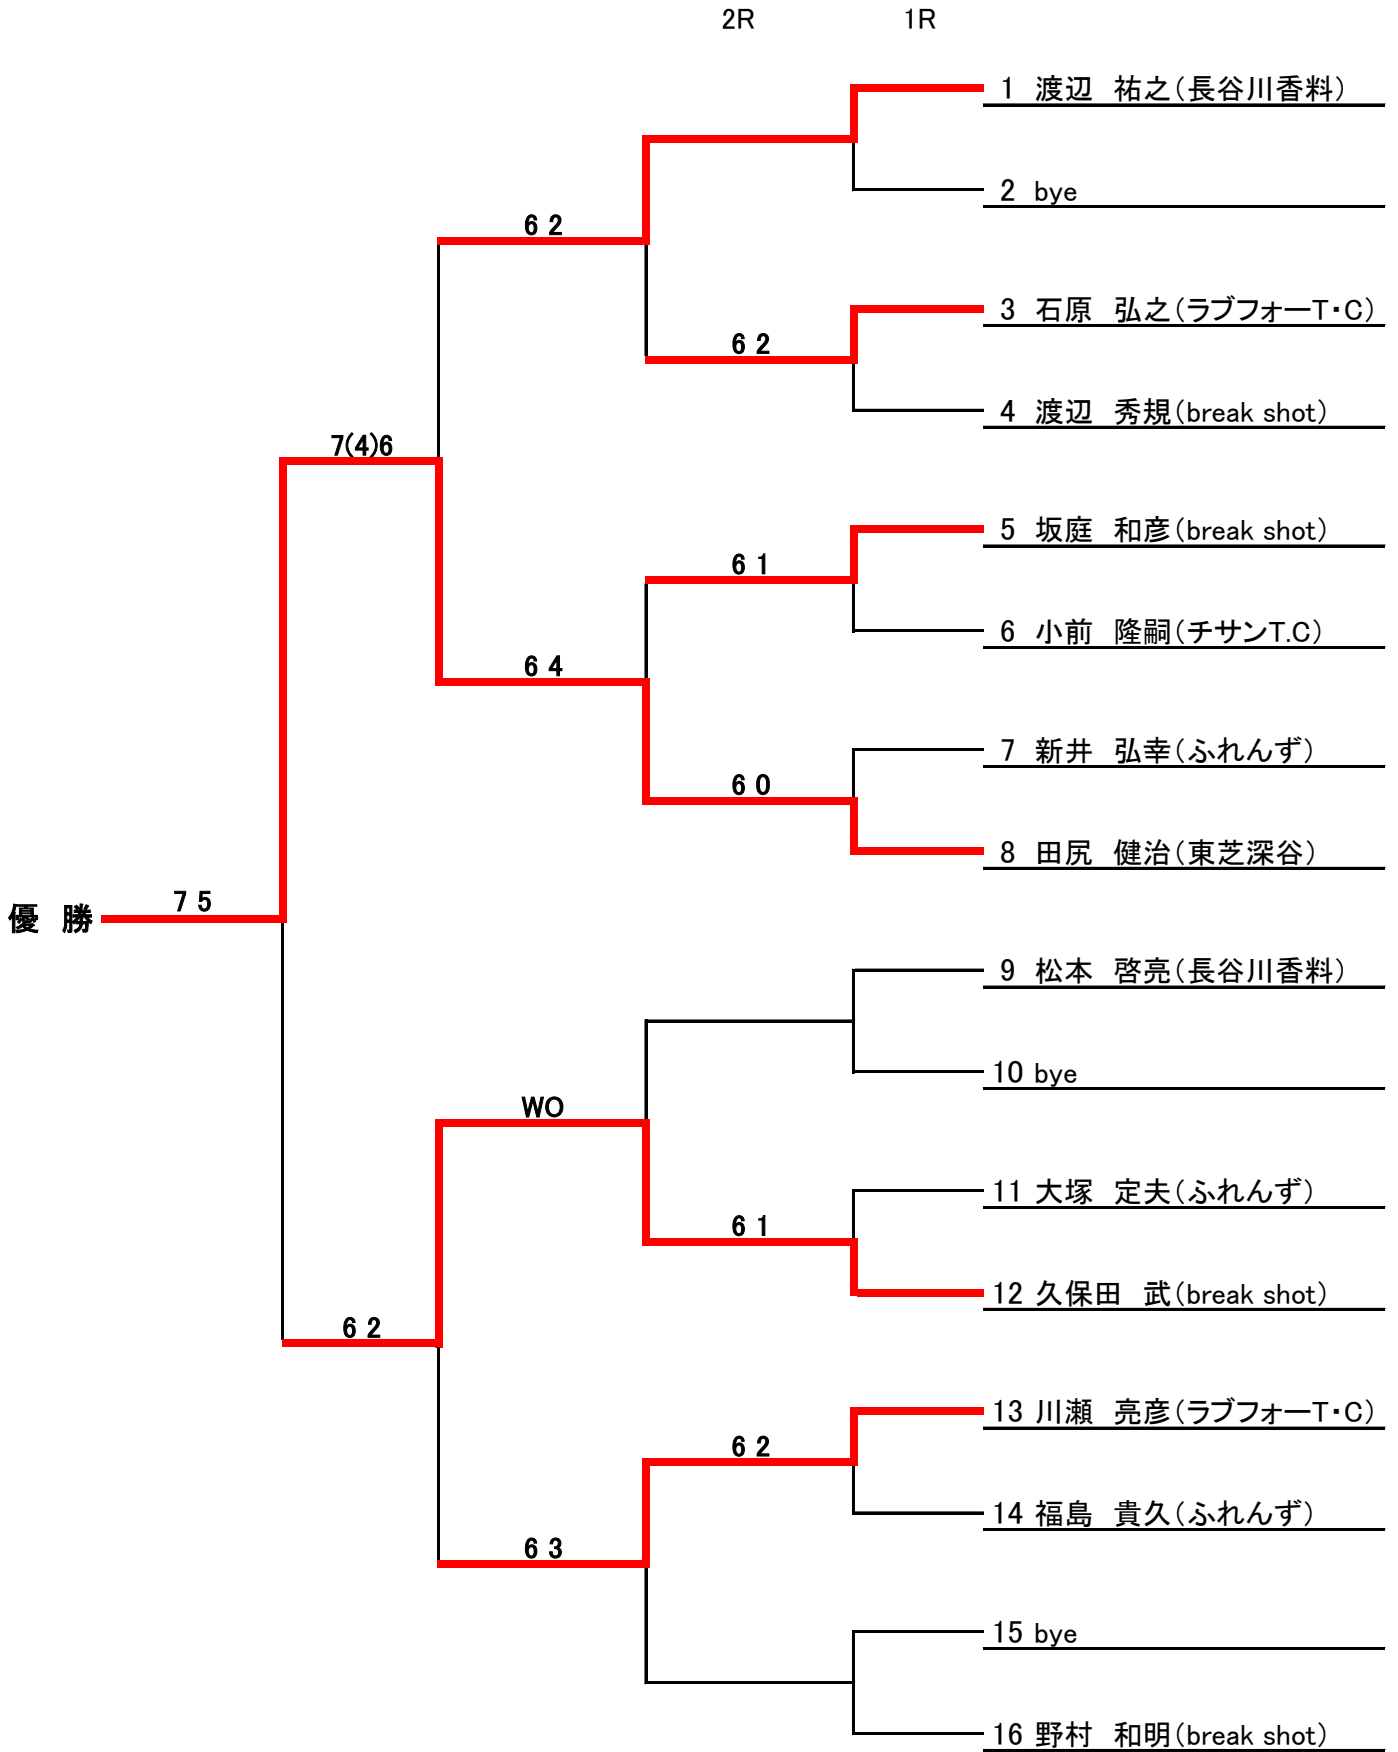 2R 1R
1 渡辺 祐之(長谷川香料)
2 bye
6 2
3 石原 弘之(ラブフォーT・C)
6 2
4 渡辺 秀規(break shot)
7(4)6
5 坂庭 和彦(break shot)
6 1
6 小前 隆嗣(チサンT.C)
6 4
7 新井 弘幸(ふれんず)
6 0
8 田尻 健治(東芝深谷)
7 5
優 勝
9 松本 啓亮(長谷川香料)
10 bye
WO
11 大塚 定夫(ふれんず)
6 1
12 久保田 武(break shot)
6 2
13 川瀬 亮彦(ラブフォーT・C)
6 2
14 福島 貴久(ふれんず)
6 3
15 bye
16 野村 和明(break shot)